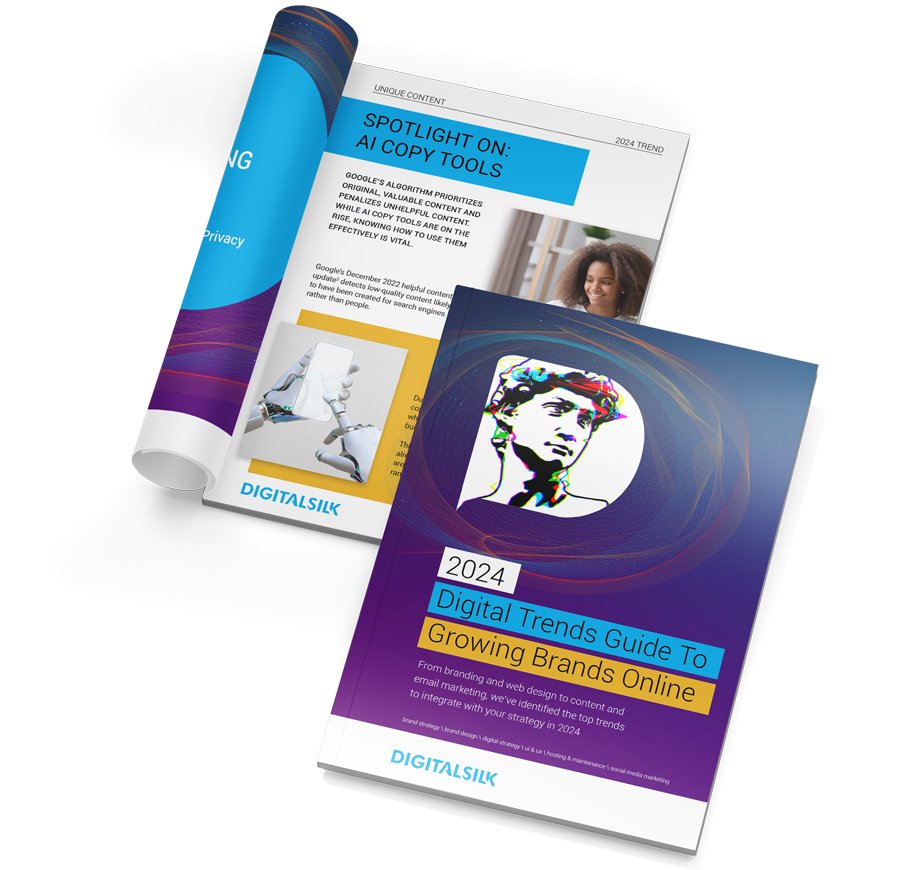 NG
Privacy
UNIQUE CONTENT
2024 TREND
SPOTLIGHT ON:
AI COPY TOOLS
GOOGLE'S ALGORITHM PRIORITIZES
ORIGINAL, VALUABLE CONTENT AND
PENALIZES UNHELPFUL CONTENT.
WHILE AI COPY TOOLS ARE ON THE
RISE, KNOWING HOW TO USE THEM
EFFECTIVELY IS VITAL.
Google's December 2022 helpful content
update² detects low-quality content likely
to have been created for search engines
rather than people.
DIGITALSILK
2024
Digital Trends Guide To
Growing Brands Online
From branding and web design to content and
email marketing, we've identified the top trends
to integrate with your strategy in 2024
brand strategy \ brand design \ digital strategy \ ui & ux \ hosting & maintenance \ social media marketing
DIGITALSILK